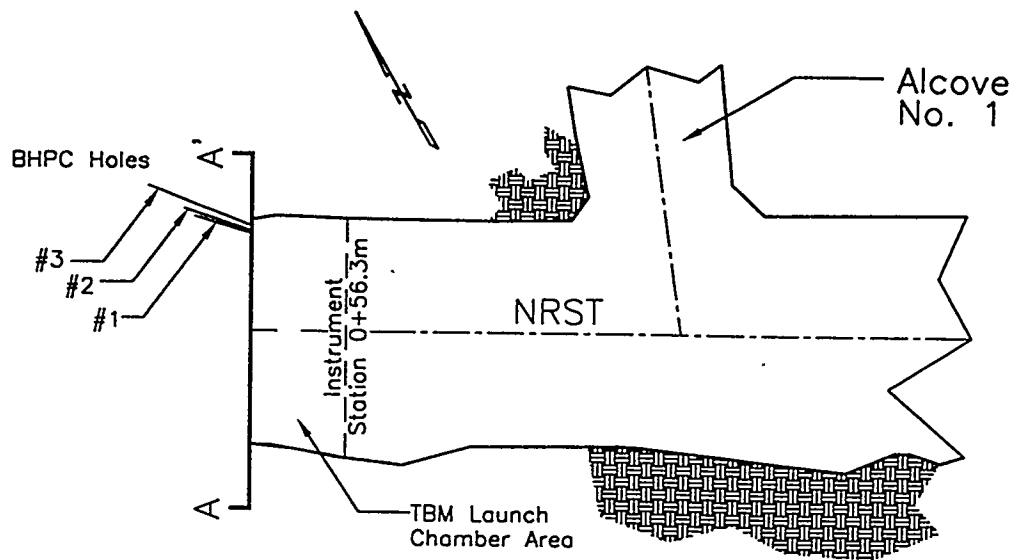 N
Alcove
No. 1
A'
BHPC Holes
#3
#2
#1
Instrument
Station 0+56.3m
NRST
A
TBM Launch
Chamber Area